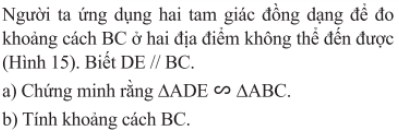 Người ta ứng dụng hai tam giác đồng dạng để đo
khoảng cách BC ở hai địa điểm không thể đến được
(Hình 15). Biết DE // BC.
a) Chứng minh rằng ΔADE ∽ ΔABC.
b) Tính khoảng cách BC.